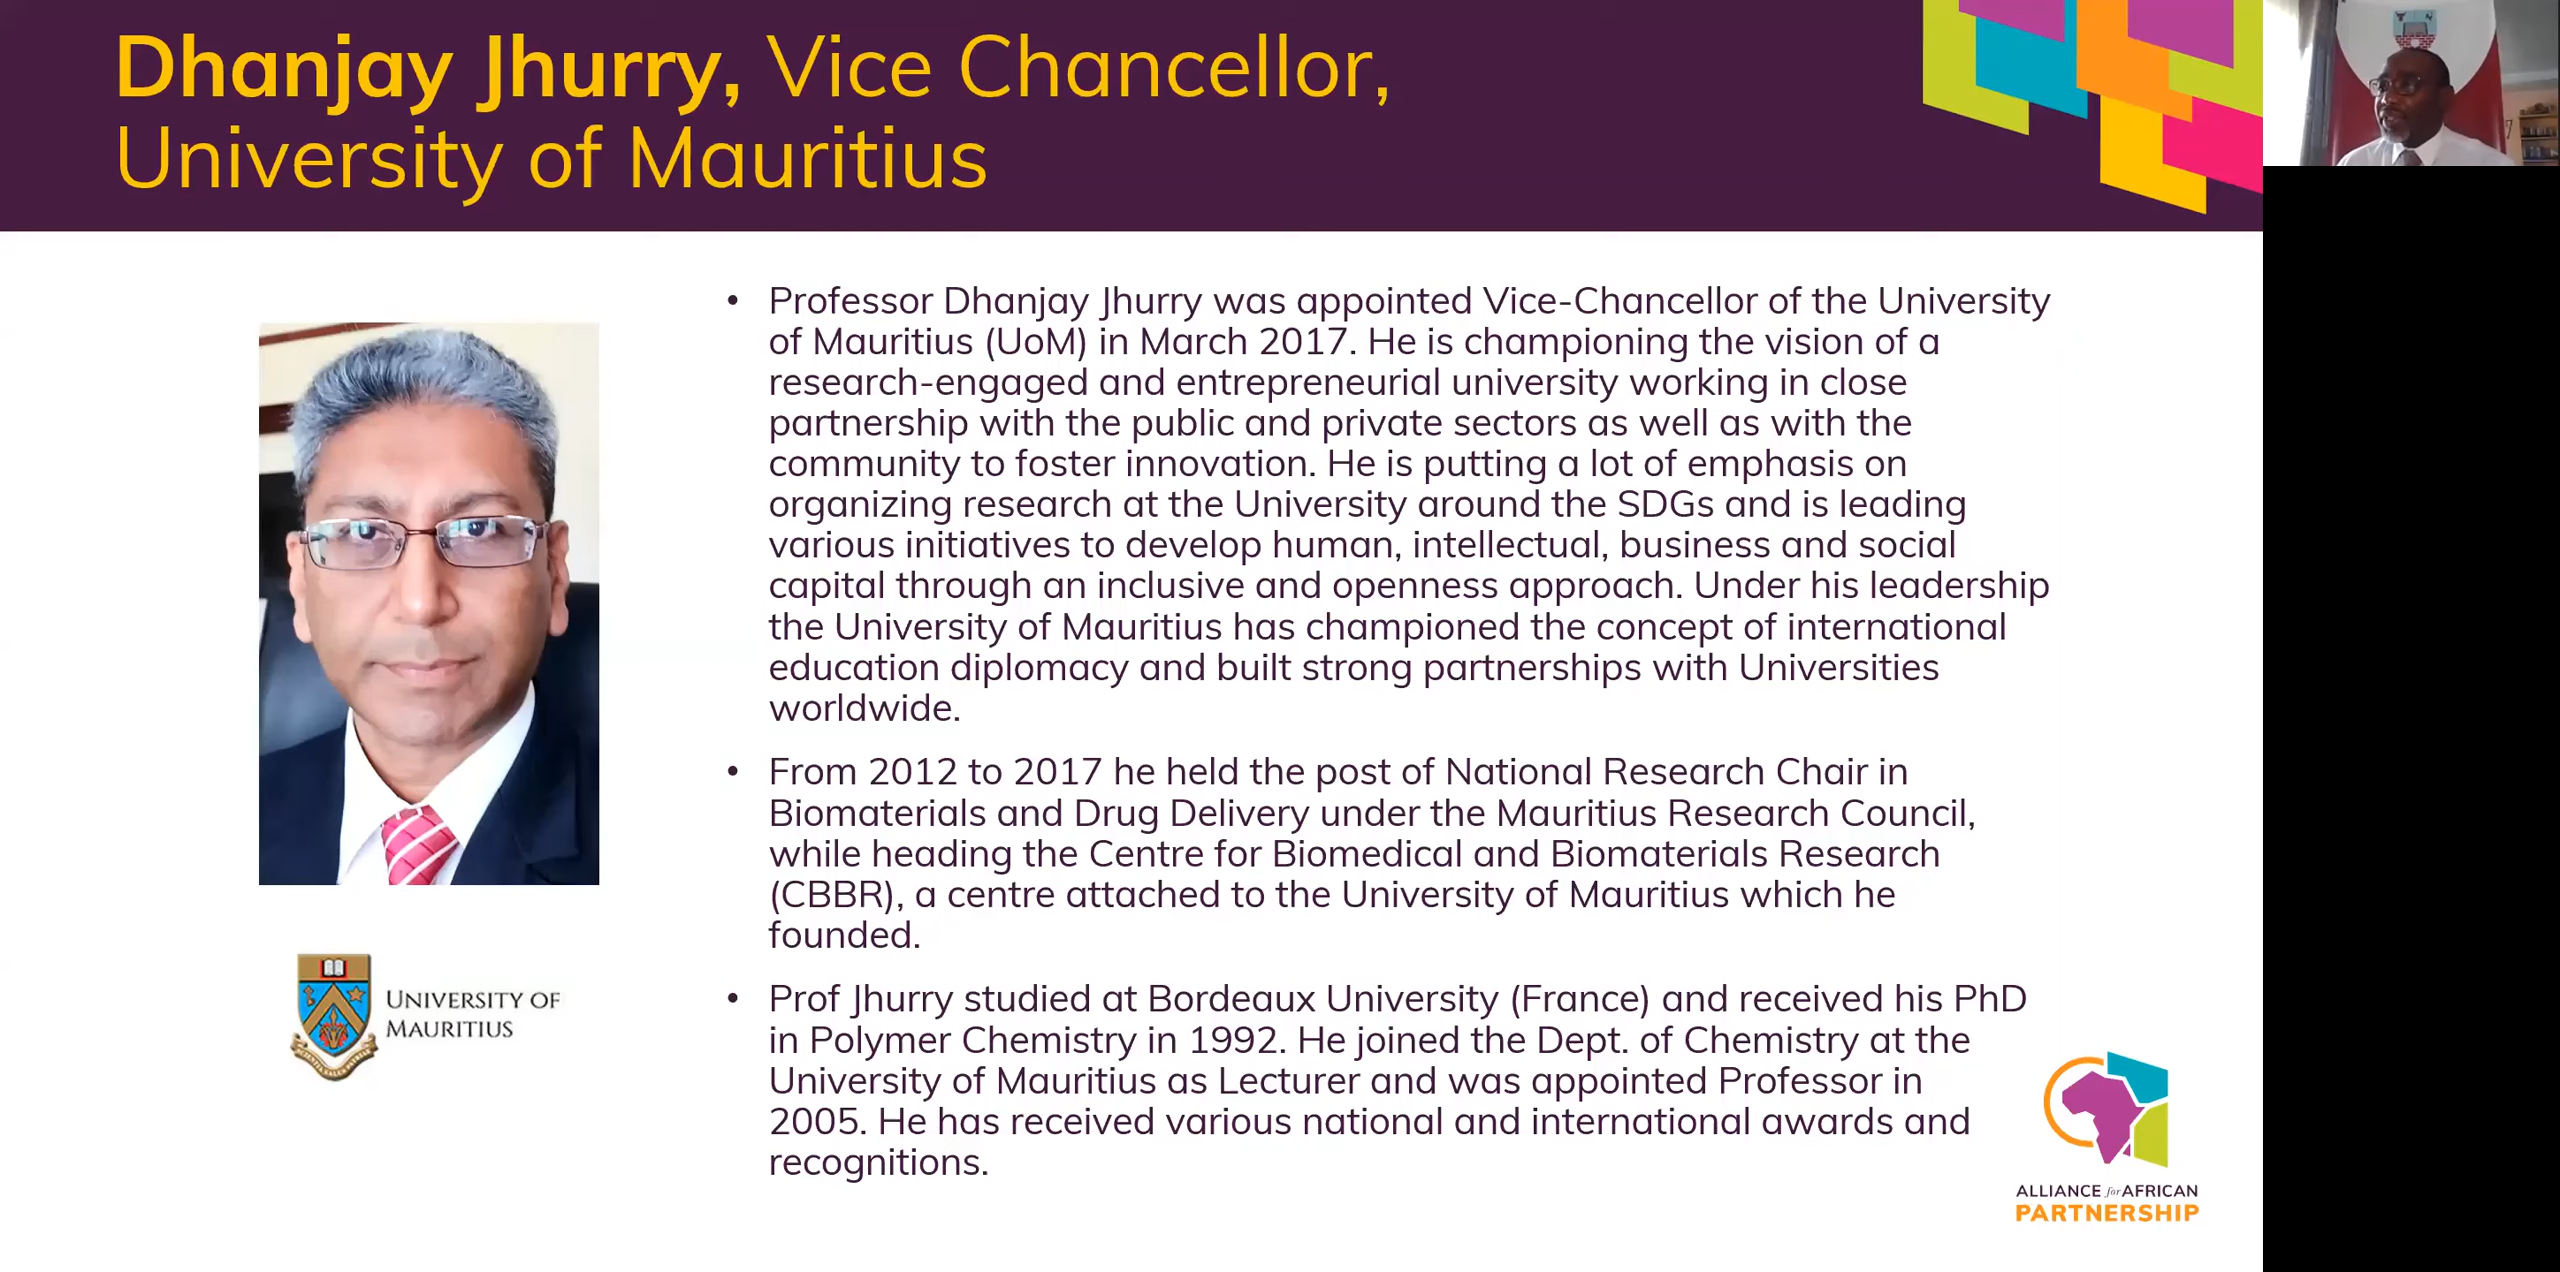 Dhanjay Jhurry, Vice Chancellor,
University of Mauritius
• Professor Dhanjay Jhurry was appointed Vice-Chancellor of the University
of Mauritius (UoM) in March 2017. He is championing the vision of a
research-engaged and entrepreneurial university working in close
partnership with the public and private sectors as well as with the
community to foster innovation. He is putting a lot of emphasis on
organizing research at the University around the SDGs and is leading
various initiatives to develop human, intellectual, business and social
capital through an inclusive and openness approach. Under his leadership
the University of Mauritius has championed the concept of international
education diplomacy and built strong partnerships with Universities
worldwide.
• From 2012 to 2017 he held the post of National Research Chair in
Biomaterials and Drug Delivery under the Mauritius Research Council,
while heading the Centre for Biomedical and Biomaterials Research
(CBBR), a centre attached to the University of Mauritius which he
founded.
• Prof Jhurry studied at Bordeaux University (France) and received his PhD
in Polymer Chemistry in 1992. He joined the Dept. of Chemistry at the
University of Mauritius as Lecturer and was appointed Professor in
2005. He has received various national and international awards and
recognitions.
UNIVERSITY OF
MAURITIUS
ALLIANCE for AFRICAN
PARTNERSHIP